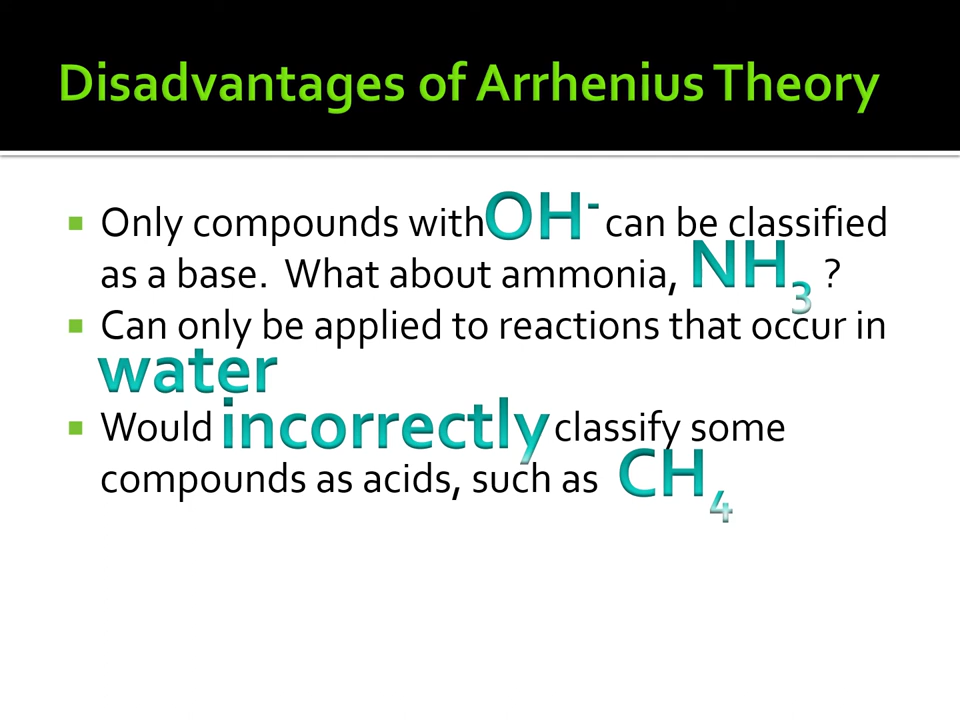 Disadvantages of Arrhenius Theory
Only compounds with OH⁻ can be classified
as a base. What about ammonia, NH₃ ?
Can only be applied to reactions that occur in
water
Would incorrectly classify some
compounds as acids, such as CH₄